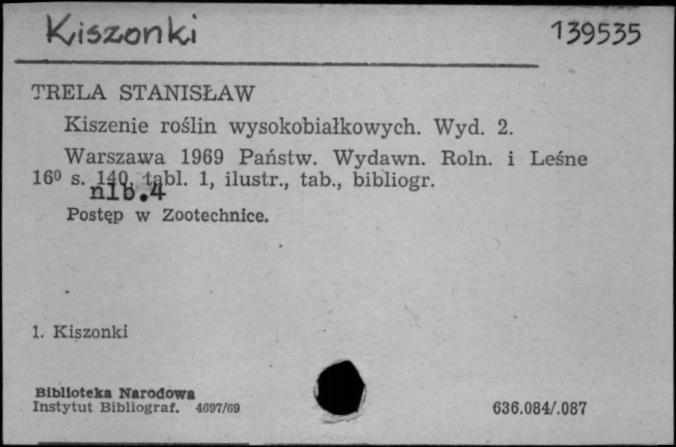 Kiszonki 139535
TRELA STANISŁAW
Kiszenie roślin wysokobiałkowych. Wyd. 2.
Warszawa 1969 Państw. Wydawn. Roln. i Leśne
16⁰ s. 140, tabl. 1, ilustr., tab., bibliogr.
nlb.4
Postęp w Zootechnice.
1. Kiszonki
Biblioteka Narodowa
Instytut Bibliograf. 4697/69 636.084/.087